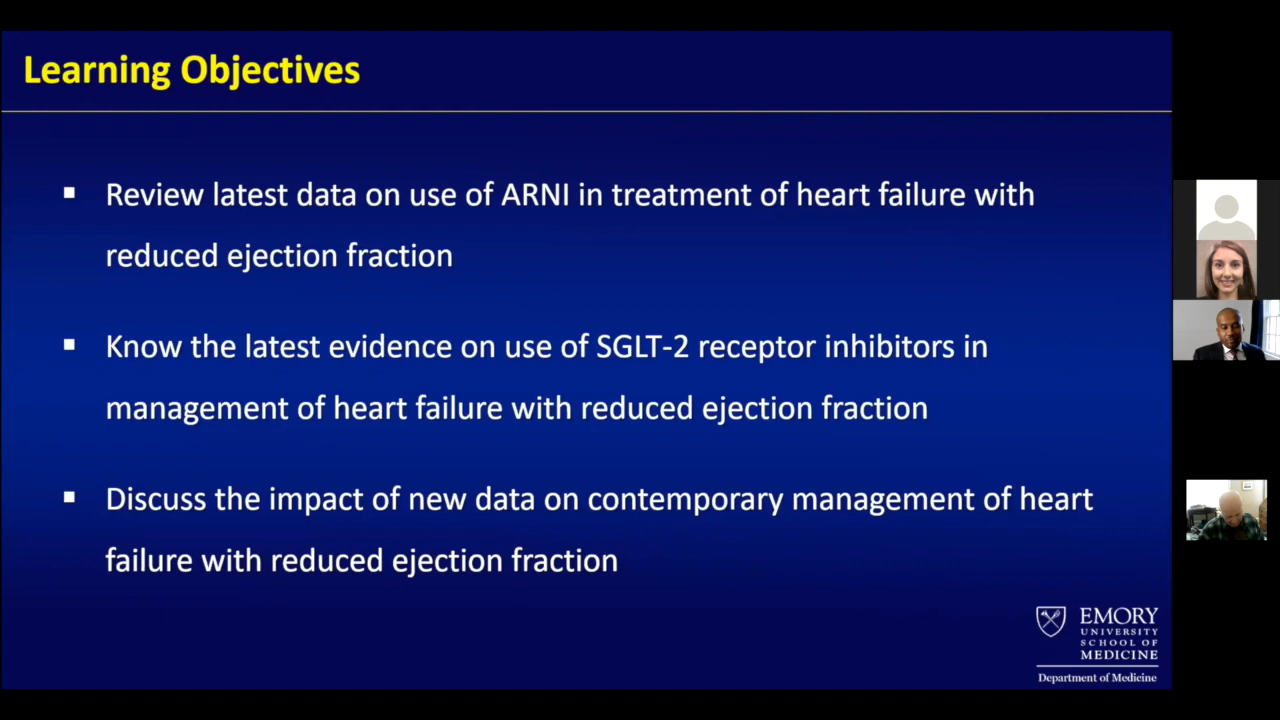 Learning Objectives
▪ Review latest data on use of ARNI in treatment of heart failure with
reduced ejection fraction
▪ Know the latest evidence on use of SGLT-2 receptor inhibitors in
management of heart failure with reduced ejection fraction
▪ Discuss the impact of new data on contemporary management of heart
failure with reduced ejection fraction
EMORY
UNIVERSITY
SCHOOL OF
MEDICINE
Department of Medicine